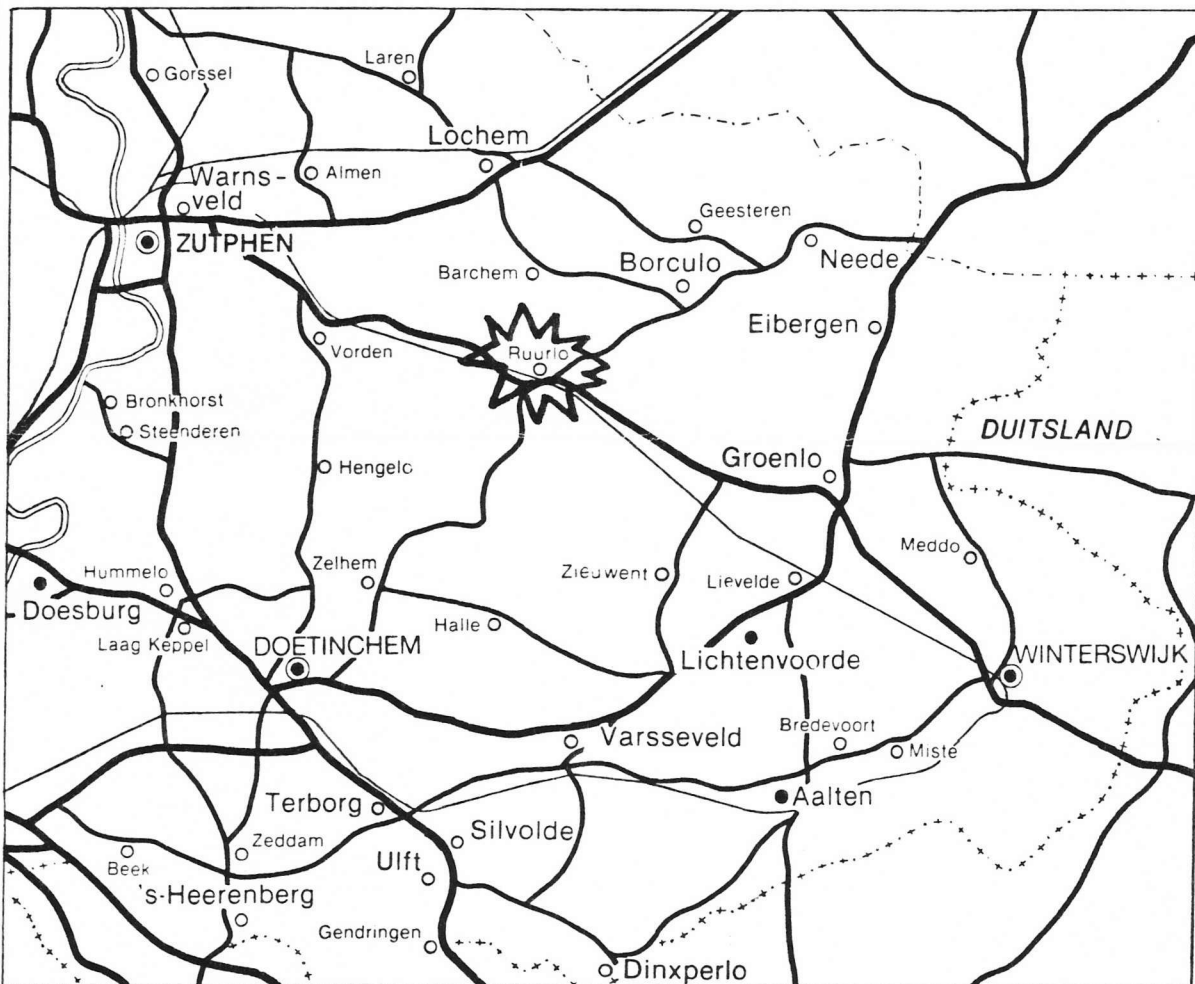 Laren
Gorssel
Lochem
Almen
Warns-
veld
Geesteren
ZUTPHEN
Neede
Barchem
Borculo
Eibergen
Vorden
Ruurlo
Bronkhorst
Steenderen
DUITSLAND
Groenlo
Hengelo
Meddo
Hummelo
Zelhem
Zieuwent
Lievelde
Doesburg
Halle
Laag Keppel
DOETINCHEM
Lichtenvoorde
WINTERSWIJK
Bredevoort
Varsseveld
Miste
Aalten
Terborg
Silvolde
Zeddam
Beek
Ulft
's-Heerenberg
Gendringen
Dinxperlo